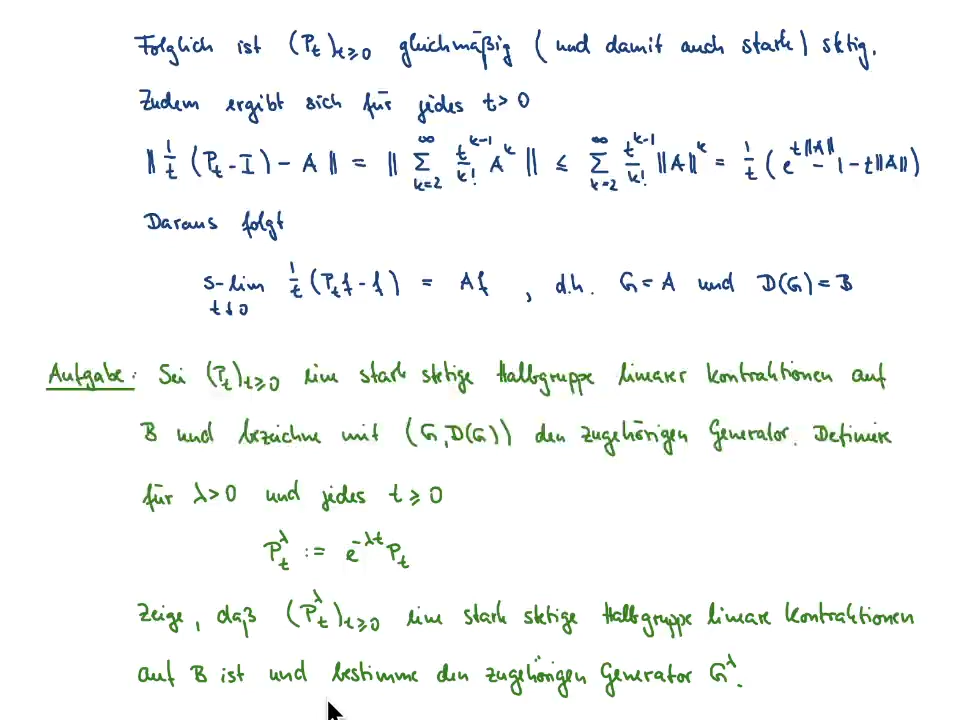 Folglich ist (P_t)_{t≥0} gleichmäßig (und damit auch stark) stetig.
Zudem ergibt sich für jedes t > 0
‖ 1/t (P_t - I) - A ‖ = ‖ ∑_{k=2}^{∞} t^{k-1}/k! A^k ‖ ≤ ∑_{k=2}^{∞} t^{k-1}/k! ‖A‖^k = 1/t (e^{t‖A‖} - 1 - t‖A‖)
Daraus folgt
s-lim_{t↓0} 1/t (P_t f - f) = Af , d.h. G = A und D(G) = B
Aufgabe: Sei (P_t)_{t≥0} eine stark stetige Halbgruppe linearer Kontraktionen auf
B und bezeichne mit (G, D(G)) den zugehörigen Generator. Definiere
für λ > 0 und jedes t ≥ 0
P_t^λ := e^{-λt} P_t
Zeige, daß (P_t^λ)_{t≥0} eine stark stetige Halbgruppe linearer Kontraktionen
auf B ist und bestimme den zugehörigen Generator G^λ.